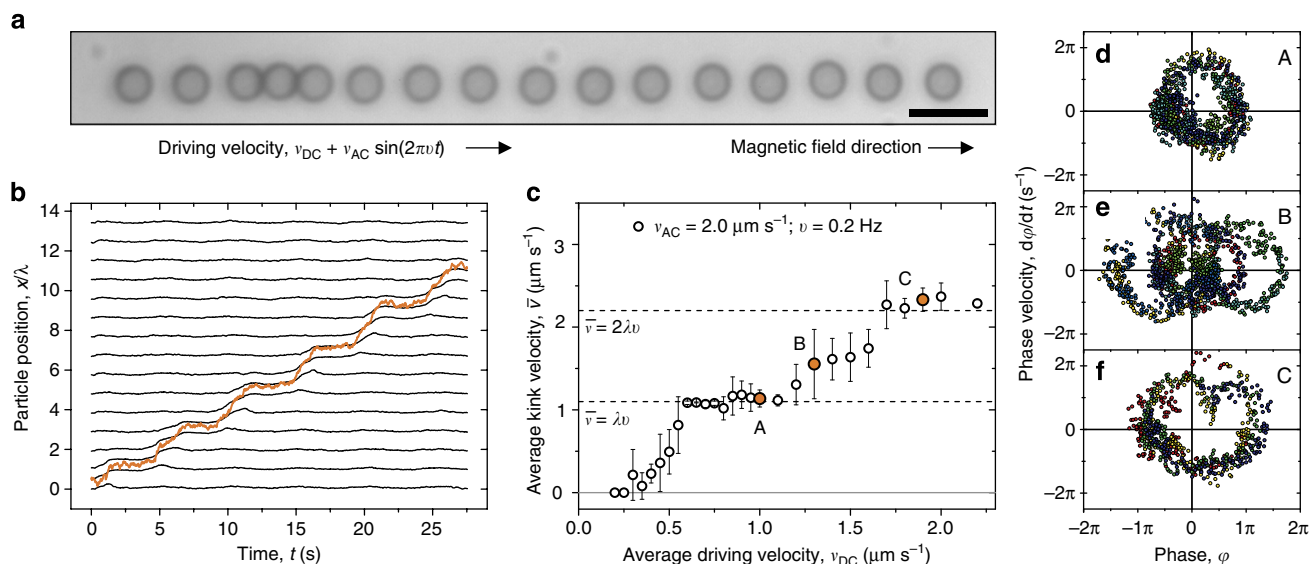 a
Driving velocity, vDC + vAC sin(2πυt)
Magnetic field direction
b
Particle position, x/λ
14
12
10
8
6
4
2
0
0
5
10
15
20
25
Time, t (s)
c
Average kink velocity, v̄ (μm s⁻¹)
vAC = 2.0 μm s⁻¹; υ = 0.2 Hz
3
2
1
0
v̄ = 2λυ
v̄ = λυ
A
B
C
0.0
0.5
1.0
1.5
2.0
Average driving velocity, vDC (μm s⁻¹)
Phase velocity, dφ/dt (s⁻¹)
d
A
2π
0
−2π
e
B
2π
0
−2π
f
C
2π
0
−2π
−2π
−1π
0
1π
2π
Phase, φ